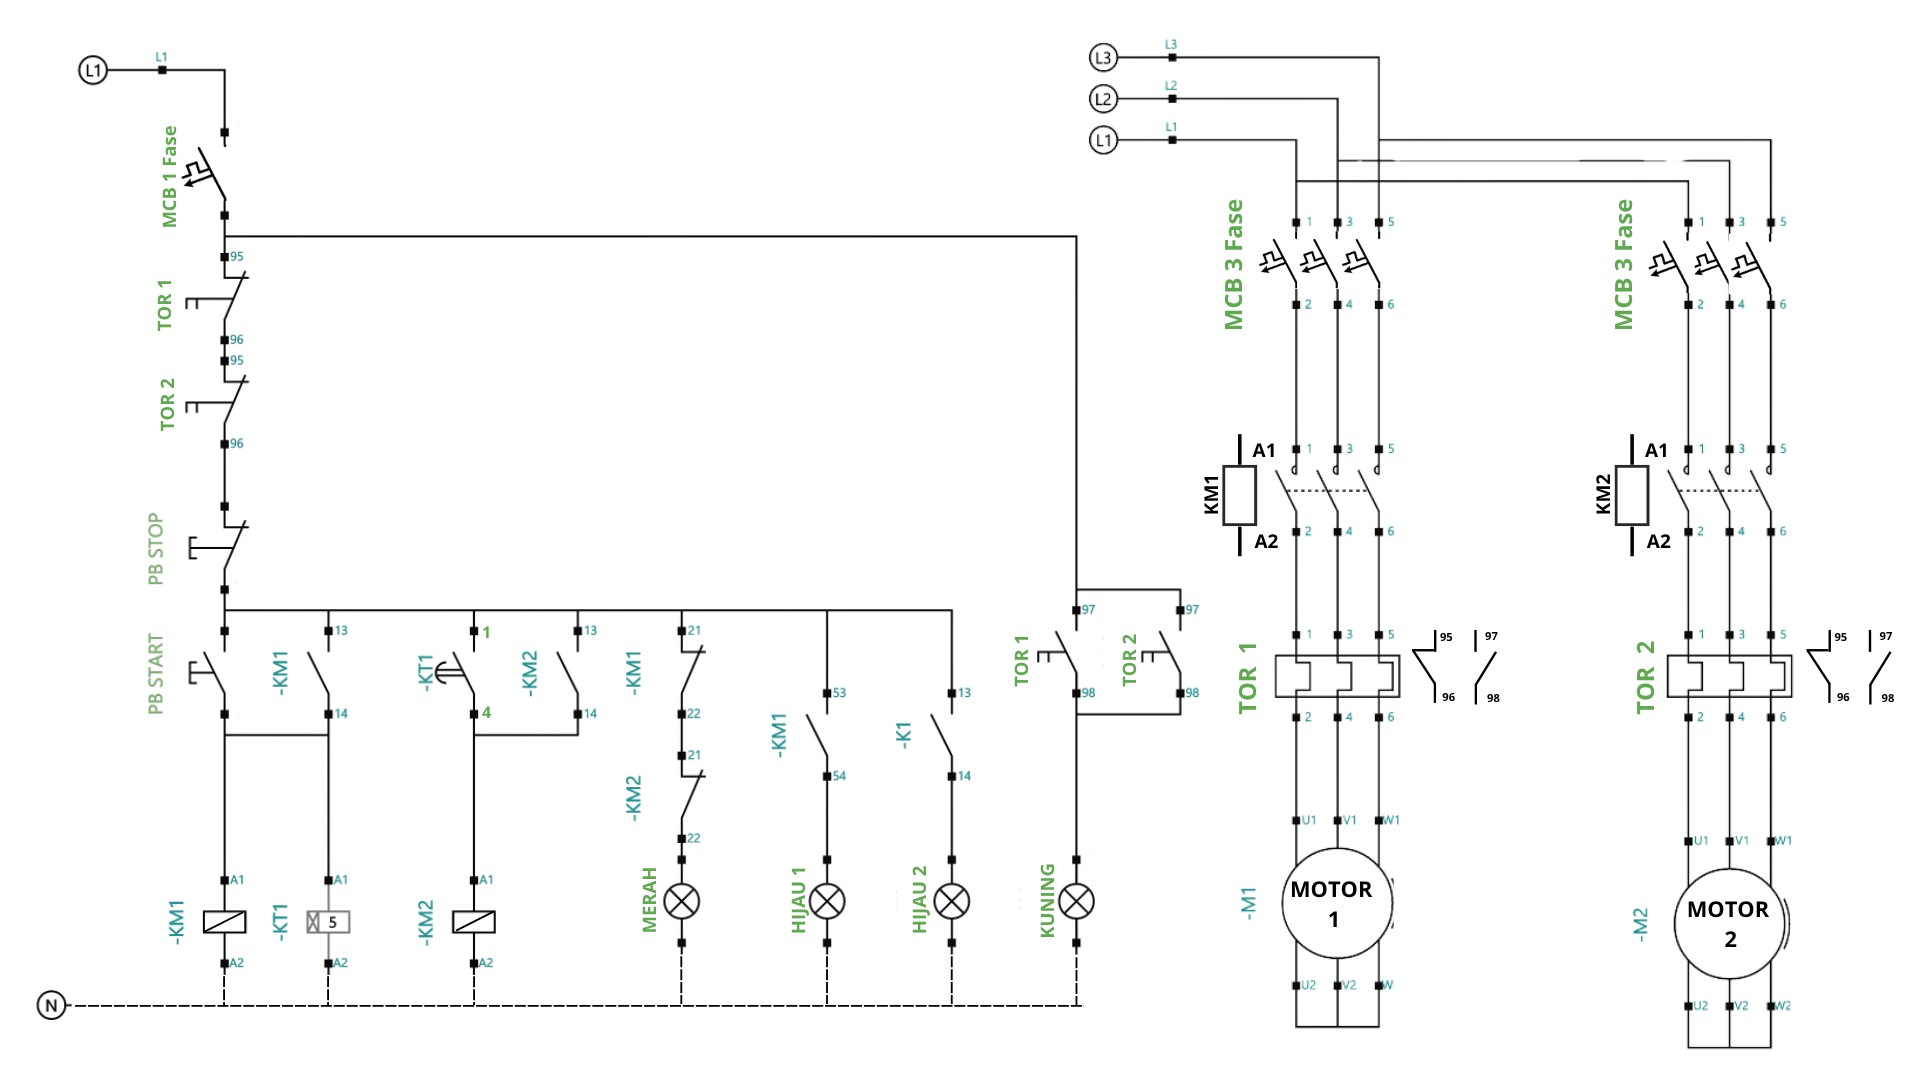 L1
L1
MCB 1 Fase
95
TOR 1
96
95
TOR 2
96
PB STOP
PB START
13
-KM1
14
1
-KT1
4
13
-KM2
14
21
-KM1
22
21
-KM2
22
53
-KM1
54
13
-K1
14
97
TOR 1
98
97
TOR 2
98
A1
-KM1
A2
A1
-KT1
5
A2
A1
-KM2
A2
MERAH
HIJAU 1
HIJAU 2
KUNING
N
L3
L3
L2
L2
L1
L1
MCB 3 Fase
1
3
5
2
4
6
KM1
A1
A2
1
3
5
2
4
6
TOR 1
1
3
5
2
4
6
95
97
96
98
U1
V1
W1
-M1
MOTOR
1
U2
V2
W
MCB 3 Fase
1
3
5
2
4
6
KM2
A1
A2
1
3
5
2
4
6
TOR 2
1
3
5
2
4
6
95
97
96
98
U1
V1
W1
-M2
MOTOR
2
U2
V2
W2